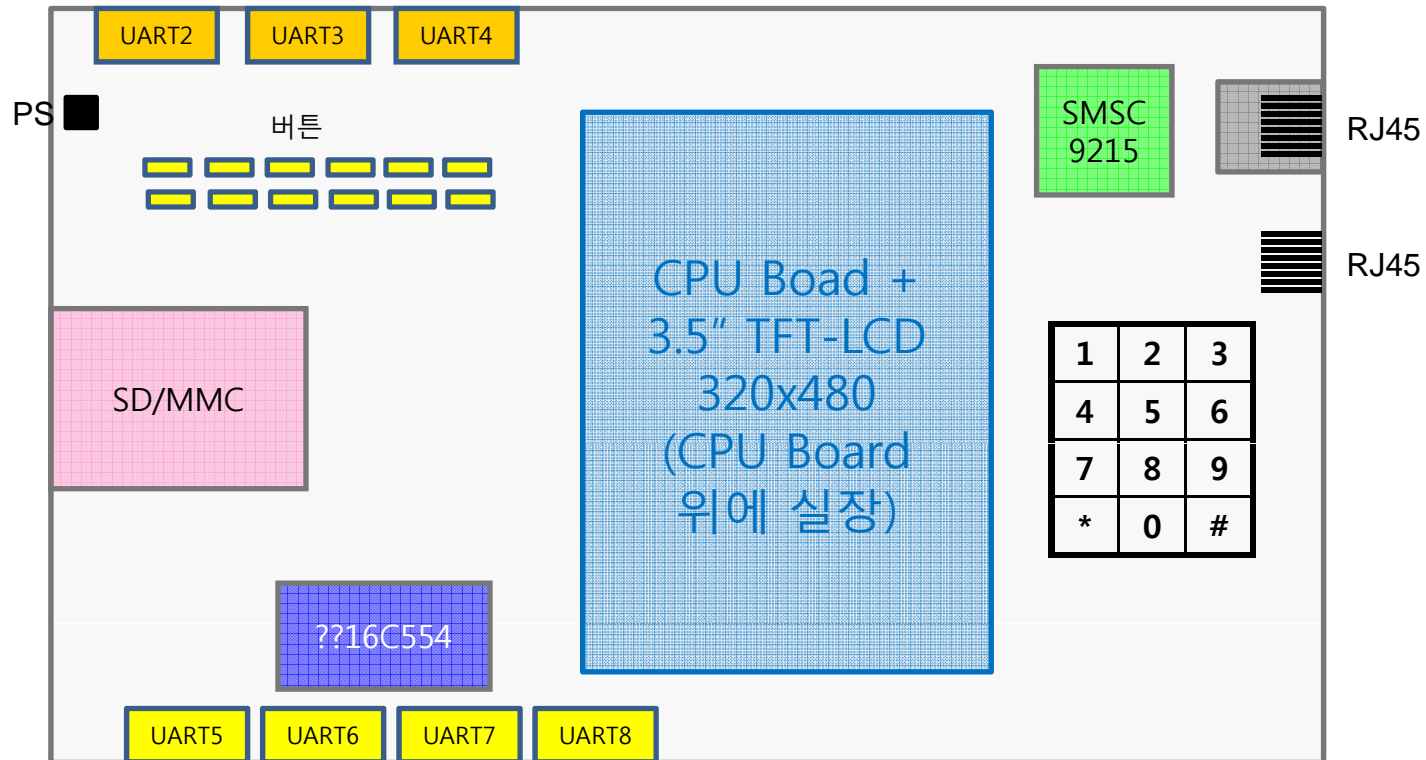 UART2
UART3
UART4
PS
버튼
SMSC
9215
RJ45
RJ45
CPU Boad +
3.5" TFT-LCD
320x480
(CPU Board
위에 실장)
SD/MMC
1 2 3
4 5 6
7 8 9
* 0 #
??16C554
UART5
UART6
UART7
UART8